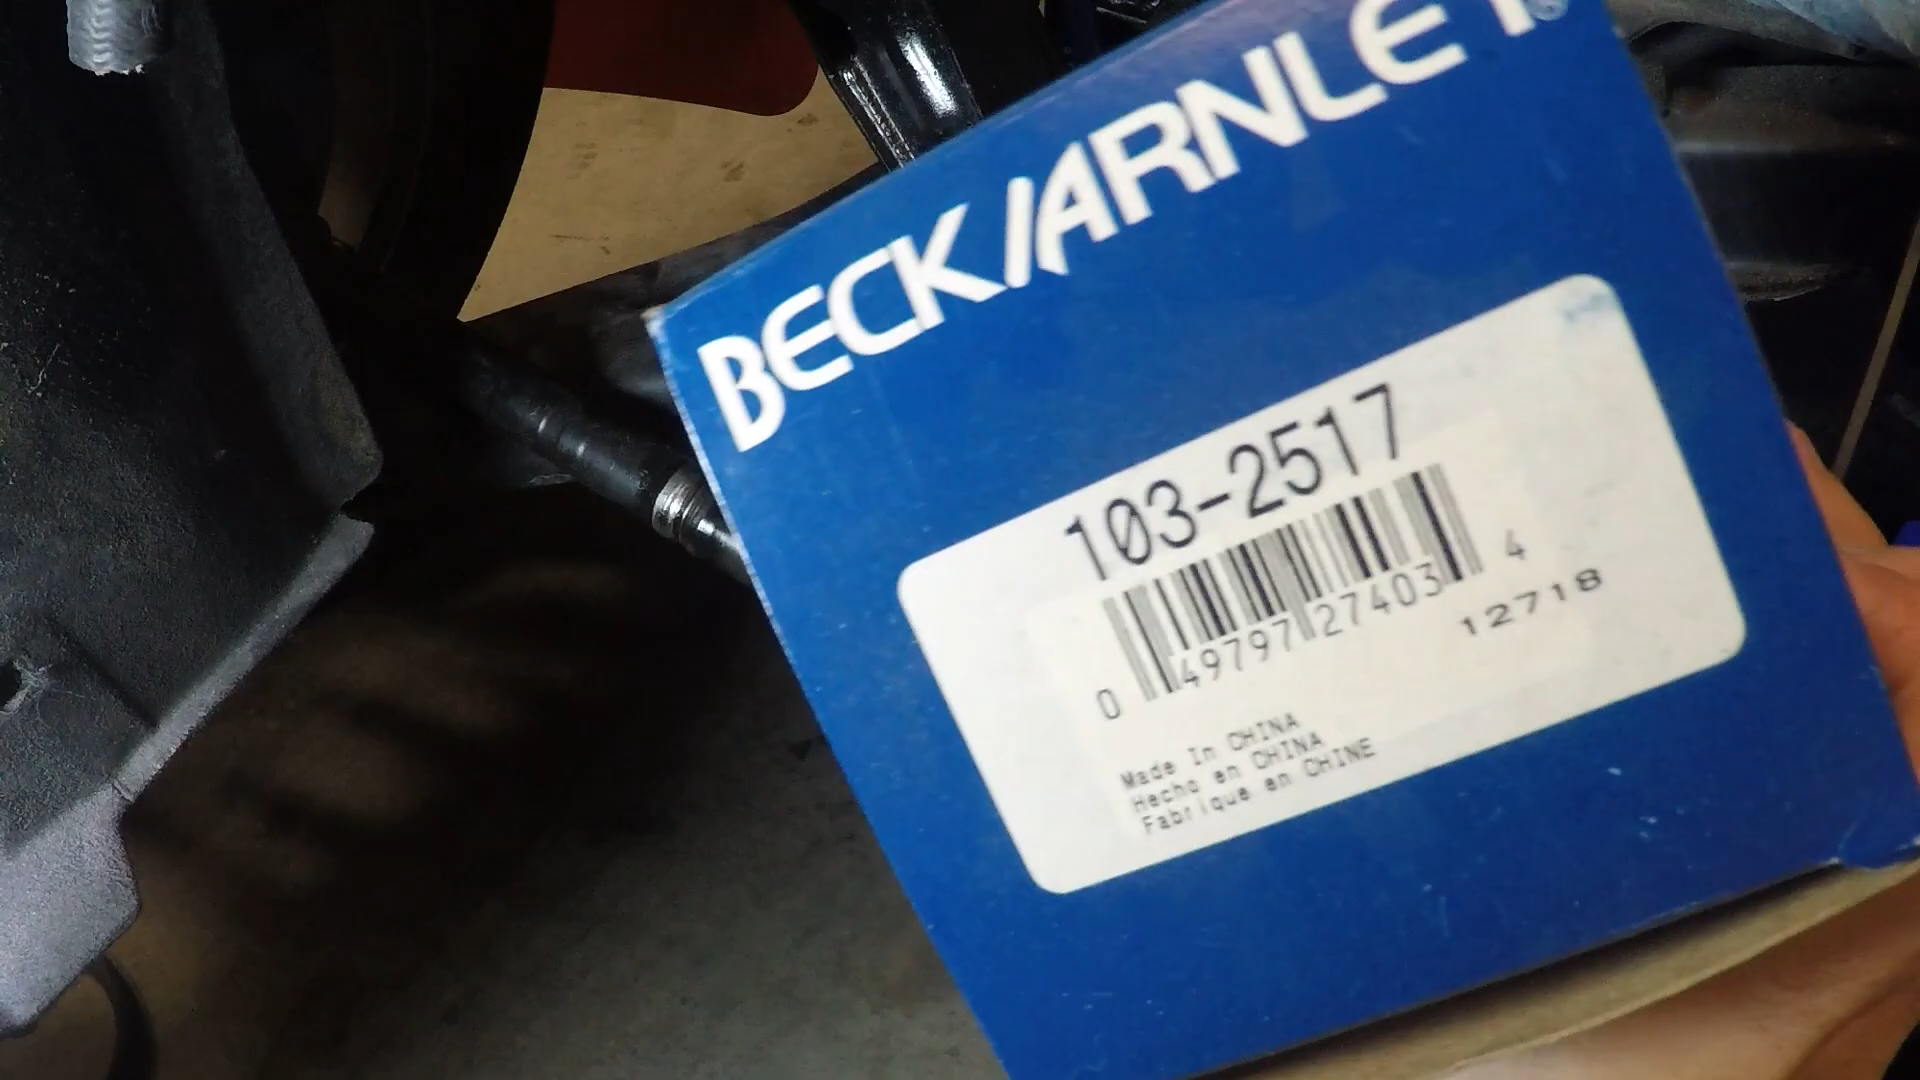 BECK/ARNLEY®
103-2517
0 49797 27403 4
12718
Made In CHINA
Hecho en CHINA
Fabrique en CHINE